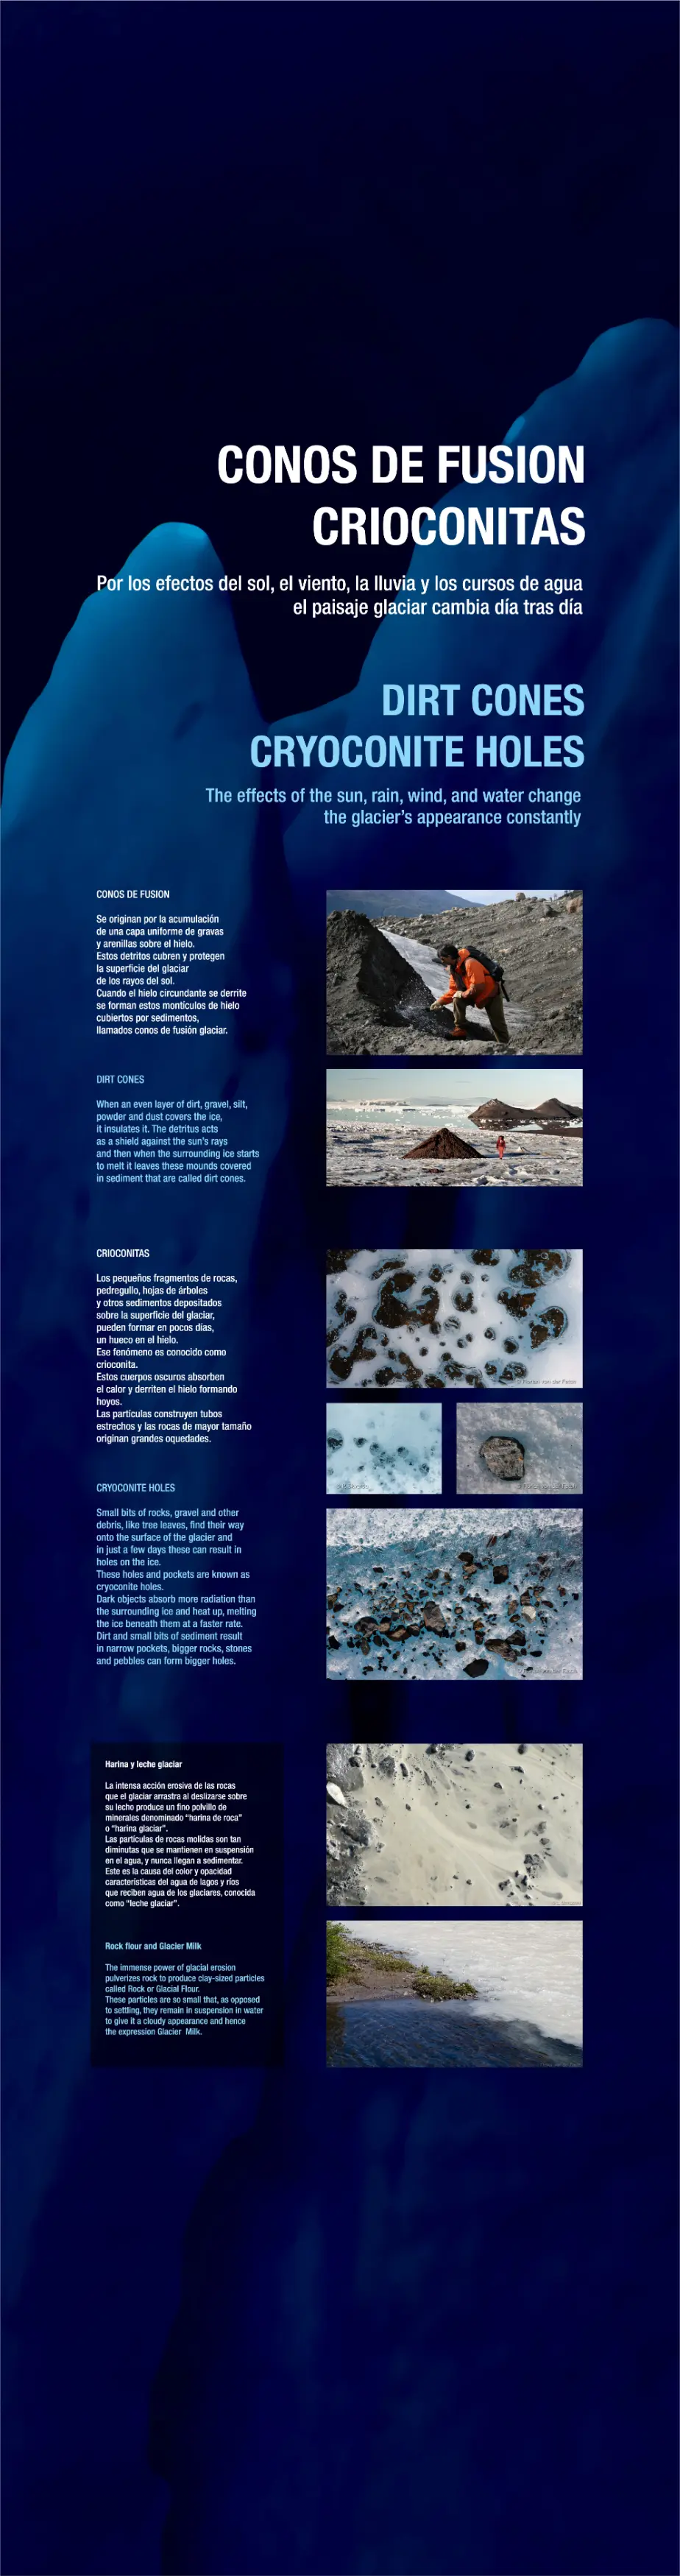 CONOS DE FUSION
CRIOCONITAS
Por los efectos del sol, el viento, la lluvia y los cursos de agua
el paisaje glaciar cambia día tras día
DIRT CONES
CRYOCONITE HOLES
The effects of the sun, rain, wind, and water change
the glacier's appearance constantly
CONOS DE FUSION
Se originan por la acumulación
de una capa uniforme de gravas
y arenillas sobre el hielo.
Estos detritos cubren y protegen
la superficie del glaciar
de los rayos del sol.
Cuando el hielo circundante se derrite
se forman estos montículos de hielo
cubiertos por sedimentos,
llamados conos de fusión glaciar.
DIRT CONES
When an even layer of dirt, gravel, silt,
powder and dust covers the ice,
it insulates it. The detritus acts
as a shield against the sun's rays
and then when the surrounding ice starts
to melt it leaves these mounds covered
in sediment that are called dirt cones.
CRIOCONITAS
Los pequeños fragmentos de rocas,
pedregullo, hojas de árboles
y otros sedimentos depositados
sobre la superficie del glaciar,
pueden formar en pocos días,
un hueco en el hielo.
Ese fenómeno es conocido como
crioconita.
Estos cuerpos oscuros absorben
el calor y derriten el hielo formando
hoyos.
Las partículas construyen tubos
estrechos y las rocas de mayor tamaño
originan grandes oquedades.
CRYOCONITE HOLES
Small bits of rocks, gravel and other
debris, like tree leaves, find their way
onto the surface of the glacier and
in just a few days these can result in
holes on the ice.
These holes and pockets are known as
cryoconite holes.
Dark objects absorb more radiation than
the surrounding ice and heat up, melting
the ice beneath them at a faster rate.
Dirt and small bits of sediment result
in narrow pockets, bigger rocks, stones
and pebbles can form bigger holes.
Harina y leche glaciar
La intensa acción erosiva de las rocas
que el glaciar arrastra al deslizarse sobre
su lecho produce un fino polvillo de
minerales denominado "harina de roca"
o "harina glaciar".
Las partículas de rocas molidas son tan
diminutas que se mantienen en suspensión
en el agua, y nunca llegan a sedimentar.
Este es la causa del color y opacidad
características del agua de lagos y ríos
que reciben agua de los glaciares, conocida
como "leche glaciar".
Rock flour and Glacier Milk
The immense power of glacial erosion
pulverizes rock to produce clay-sized particles
called Rock or Glacial Flour.
These particles are so small that, as opposed
to settling, they remain in suspension in water
to give it a cloudy appearance and hence
the expression Glacier Milk.